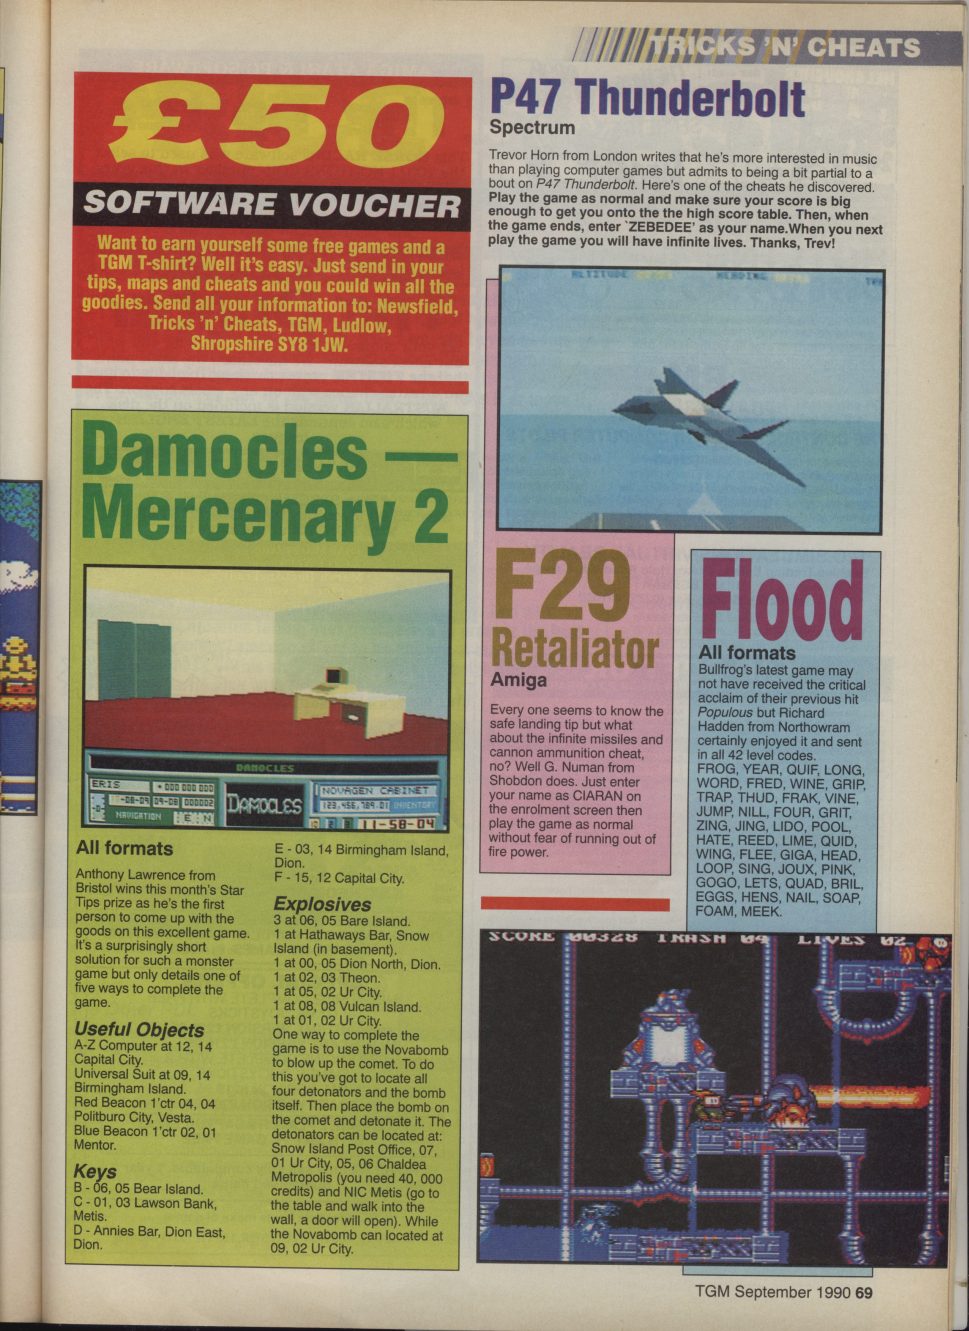 TRICKS 'N' CHEATS
£50
SOFTWARE VOUCHER
Want to earn yourself some free games and a
TGM T-shirt? Well it's easy. Just send in your
tips, maps and cheats and you could win all the
goodies. Send all your information to: Newsfield,
Tricks 'n' Cheats, TGM, Ludlow,
Shropshire SY8 1JW.
Damocles —
Mercenary 2
DAMOCLES
ERIS
NAVIGATION
E N
DAMOCLES
NOVAGEN CABINET
123,456,789.01 INVENTORY
11-58-04
All formats
Anthony Lawrence from
Bristol wins this month's Star
Tips prize as he's the first
person to come up with the
goods on this excellent game.
It's a surprisingly short
solution for such a monster
game but only details one of
five ways to complete the
game.
Useful Objects
A-Z Computer at 12, 14
Capital City.
Universal Suit at 09, 14
Birmingham Island.
Red Beacon 1'ctr 04, 04
Politburo City, Vesta.
Blue Beacon 1'ctr 02, 01
Mentor.
Keys
B - 06, 05 Bear Island.
C - 01, 03 Lawson Bank,
Metis.
D - Annies Bar, Dion East,
Dion.
E - 03, 14 Birmingham Island,
Dion.
F - 15, 12 Capital City.
Explosives
3 at 06, 05 Bare Island.
1 at Hathaways Bar, Snow
Island (in basement).
1 at 00, 05 Dion North, Dion.
1 at 02, 03 Theon.
1 at 05, 02 Ur City.
1 at 08, 08 Vulcan Island.
1 at 01, 02 Ur City.
One way to complete the
game is to use the Novabomb
to blow up the comet. To do
this you've got to locate all
four detonators and the bomb
itself. Then place the bomb on
the comet and detonate it. The
detonators can be located at:
Snow Island Post Office, 07,
01 Ur City, 05, 06 Chaldea
Metropolis (you need 40, 000
credits) and NIC Metis (go to
the table and walk into the
wall, a door will open). While
the Novabomb can located at
09, 02 Ur City.
P47 Thunderbolt
Spectrum
Trevor Horn from London writes that he's more interested in music
than playing computer games but admits to being a bit partial to a
bout on P47 Thunderbolt. Here's one of the cheats he discovered.
Play the game as normal and make sure your score is big
enough to get you onto the the high score table. Then, when
the game ends, enter `ZEBEDEE' as your name.When you next
play the game you will have infinite lives. Thanks, Trev!
ALTITUDE
HEADING
F29
Retaliator
Amiga
Every one seems to know the
safe landing tip but what
about the infinite missiles and
cannon ammunition cheat,
no? Well G. Numan from
Shobdon does. Just enter
your name as CIARAN on
the enrolment screen then
play the game as normal
without fear of running out of
fire power.
Flood
All formats
Bullfrog's latest game may
not have received the critical
acclaim of their previous hit
Populous but Richard
Hadden from Northowram
certainly enjoyed it and sent
in all 42 level codes.
FROG, YEAR, QUIF, LONG,
WORD, FRED, WINE, GRIP,
TRAP, THUD, FRAK, VINE,
JUMP, NILL, FOUR, GRIT,
ZING, JING, LIDO, POOL,
HATE, REED, LIME, QUID,
WING, FLEE, GIGA, HEAD,
LOOP, SING, JOUX, PINK,
GOGO, LETS, QUAD, BRIL,
EGGS, HENS, NAIL, SOAP,
FOAM, MEEK.
SCORE 00328 TRASH 04 LIVES 02
TGM September 1990 69